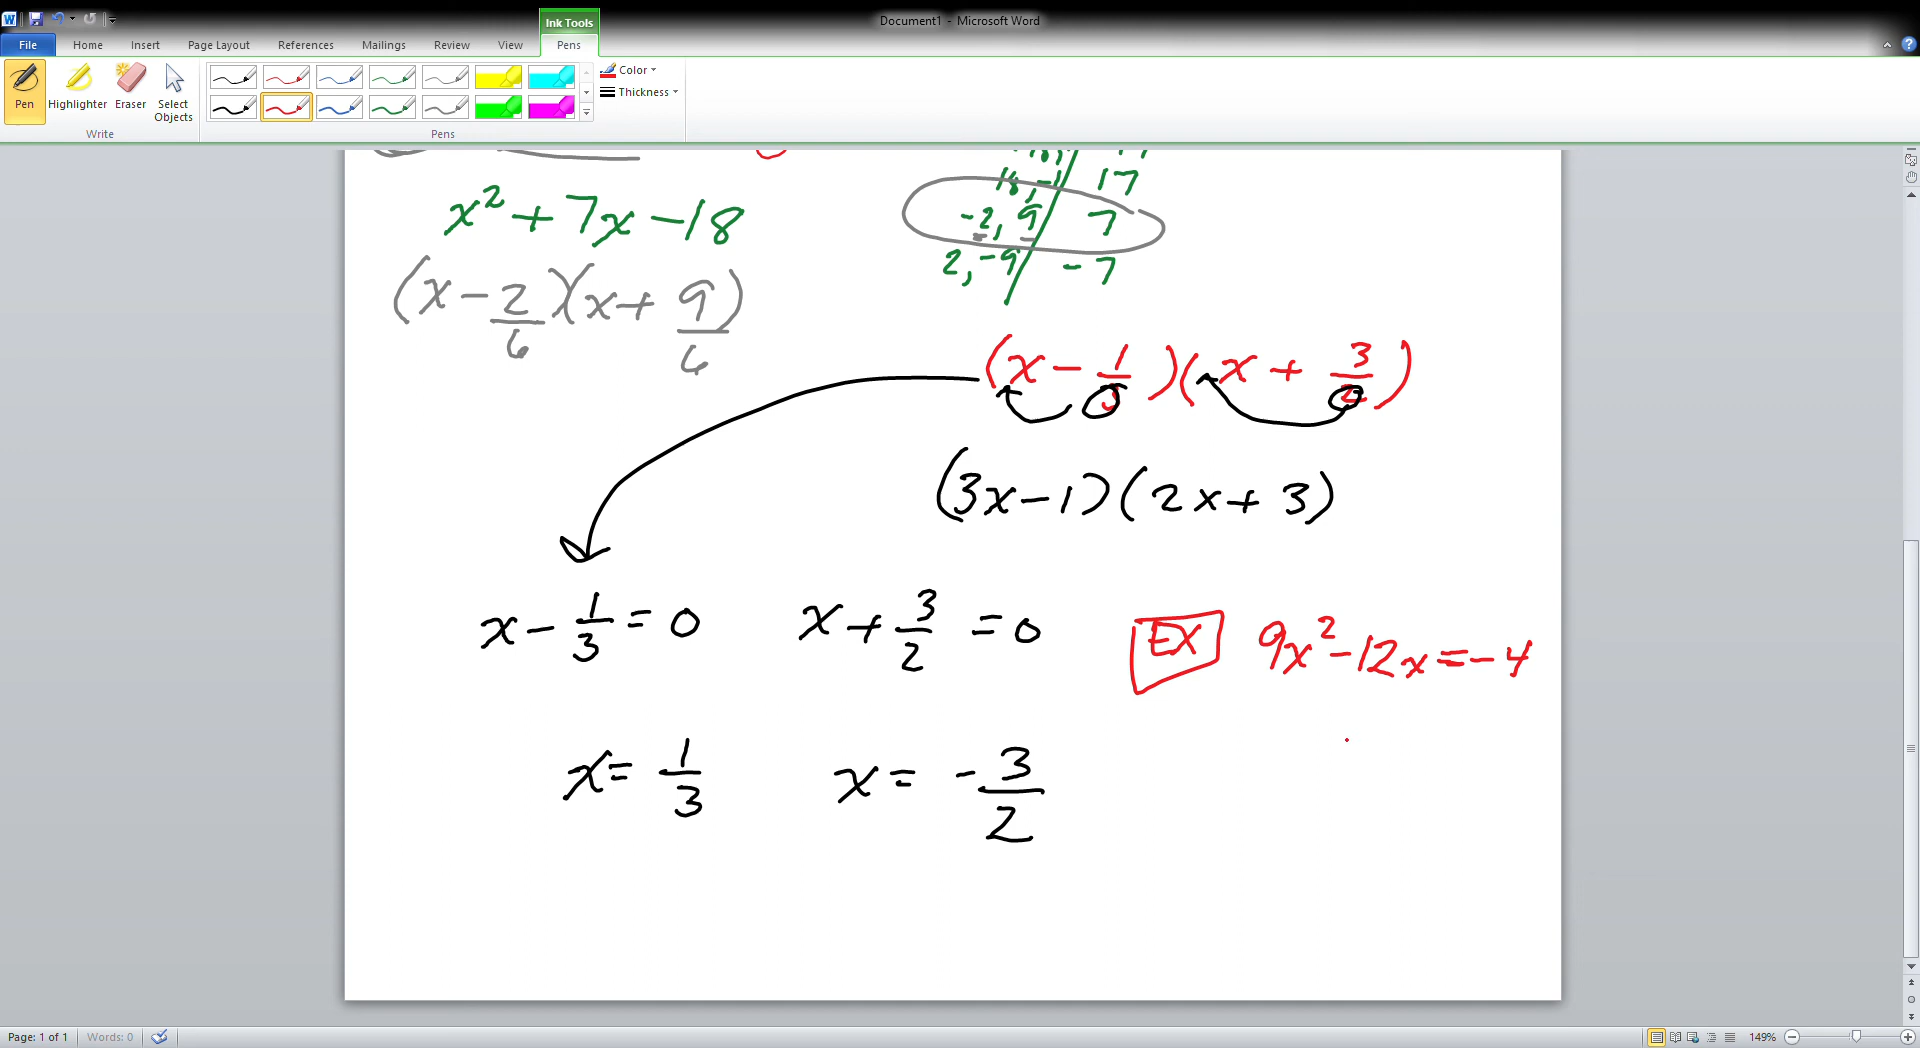 Document1 - Microsoft Word
Ink Tools
File Home Insert Page Layout References Mailings Review View Pens
Pen Highlighter Eraser Select Objects
Color
Thickness
Write Pens
18, -1 17
x² + 7x - 18
-2, 9 7
2, -9 -7
(x - 2/6)(x + 9/6)
(x - 1/3)(x + 3/2)
(3x - 1)(2x + 3)
x - 1/3 = 0 x + 3/2 = 0
EX 9x² - 12x = -4
x = 1/3 x = -3/2
Page: 1 of 1 Words: 0 149%